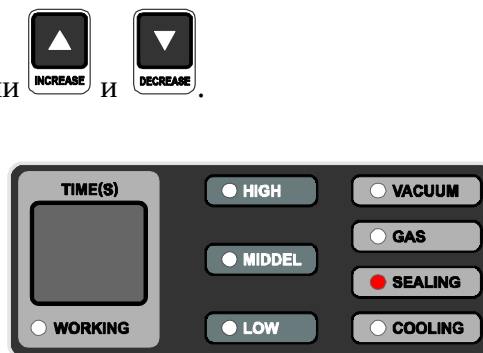 INCREASE и DECREASE.
TIME(S)
HIGH
VACUUM
GAS
MIDDEL
SEALING
WORKING
LOW
COOLING